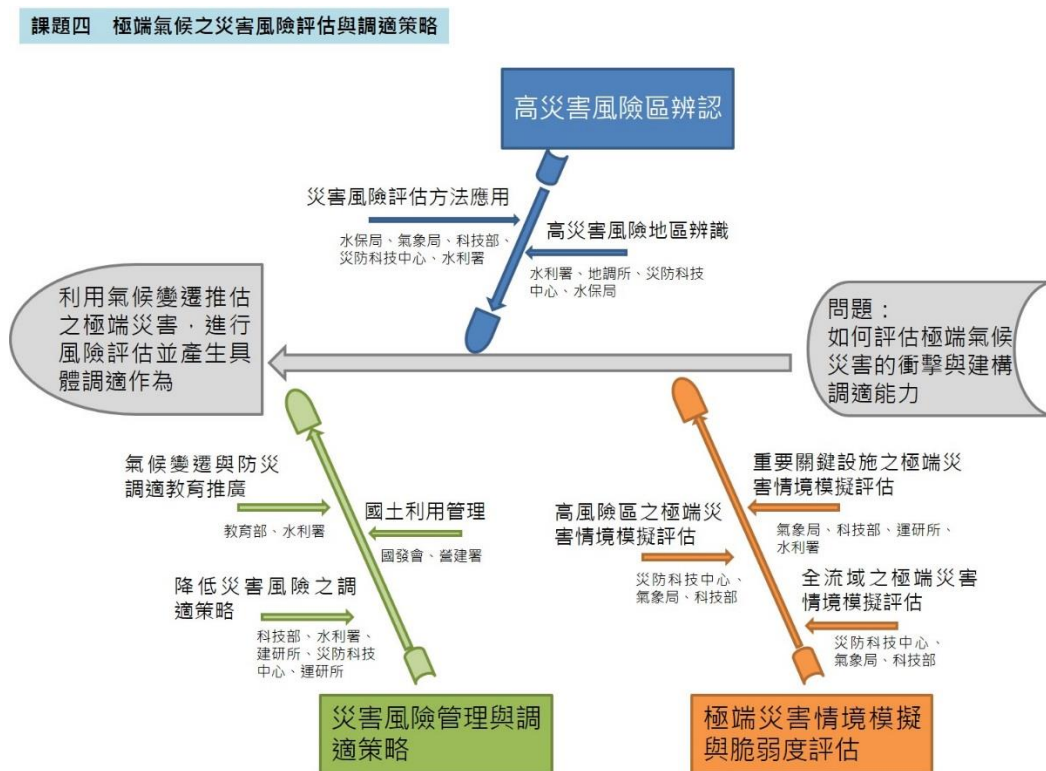 課題四　極端氣候之災害風險評估與調適策略
高災害風險區辨認
災害風險評估方法應用
水保局、氣象局、科技部、
災防科技中心、水利署
高災害風險地區辨識
水利署、地調所、災防科技
中心、水保局
利用氣候變遷推估
之極端災害，進行
風險評估並產生具
體調適作為
問題：
如何評估極端氣候
災害的衝擊與建構
調適能力
氣候變遷與防災
調適教育推廣
教育部、水利署
國土利用管理
國發會、營建署
降低災害風險之調
適策略
科技部、水利署、
建研所、災防科技
中心、運研所
災害風險管理與調
適策略
重要關鍵設施之極端災
害情境模擬評估
氣象局、科技部、運研所、
水利署
高風險區之極端災
害情境模擬評估
災防科技中心、
氣象局、科技部
全流域之極端災害
情境模擬評估
災防科技中心、
氣象局、科技部
極端災害情境模擬
與脆弱度評估